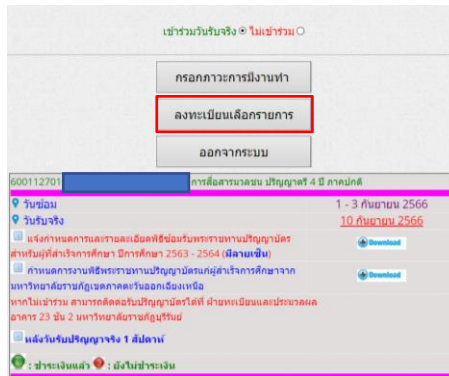 เข้าร่วมวันรับจริง ไม่เข้าร่วม
กรอกภาวะการมีงานทำ
ลงทะเบียนเลือกรายการ
ออกจากระบบ
600112701 การสื่อสารมวลชน ปริญญาตรี 4 ปี ภาคปกติ
วันซ้อม 1 - 3 กันยายน 2566
วันรับจริง 10 กันยายน 2566
แจ้งกำหนดการและรายละเอียดพิธีซ้อมรับพระราชทานปริญญาบัตร Download
สำหรับผู้ที่สำเร็จการศึกษา ปีการศึกษา 2563 - 2564 (มีลายเซ็น)
กำหนดการงานพิธีพระราชทานปริญญาบัตรแก่ผู้สำเร็จการศึกษาจาก Download
มหาวิทยาลัยราชภัฏเขตภาคตะวันออกเฉียงเหนือ
หากไม่เข้าร่วม สามารถติดต่อรับปริญญาบัตรได้ที่ ฝ่ายทะเบียนและประมวลผล
อาคาร 23 ชั้น 2 มหาวิทยาลัยราชภัฏบุรีรัมย์
หลังวันรับปริญญาจริง 1 สัปดาห์
: ชำระเงินแล้ว : ยังไม่ชำระเงิน